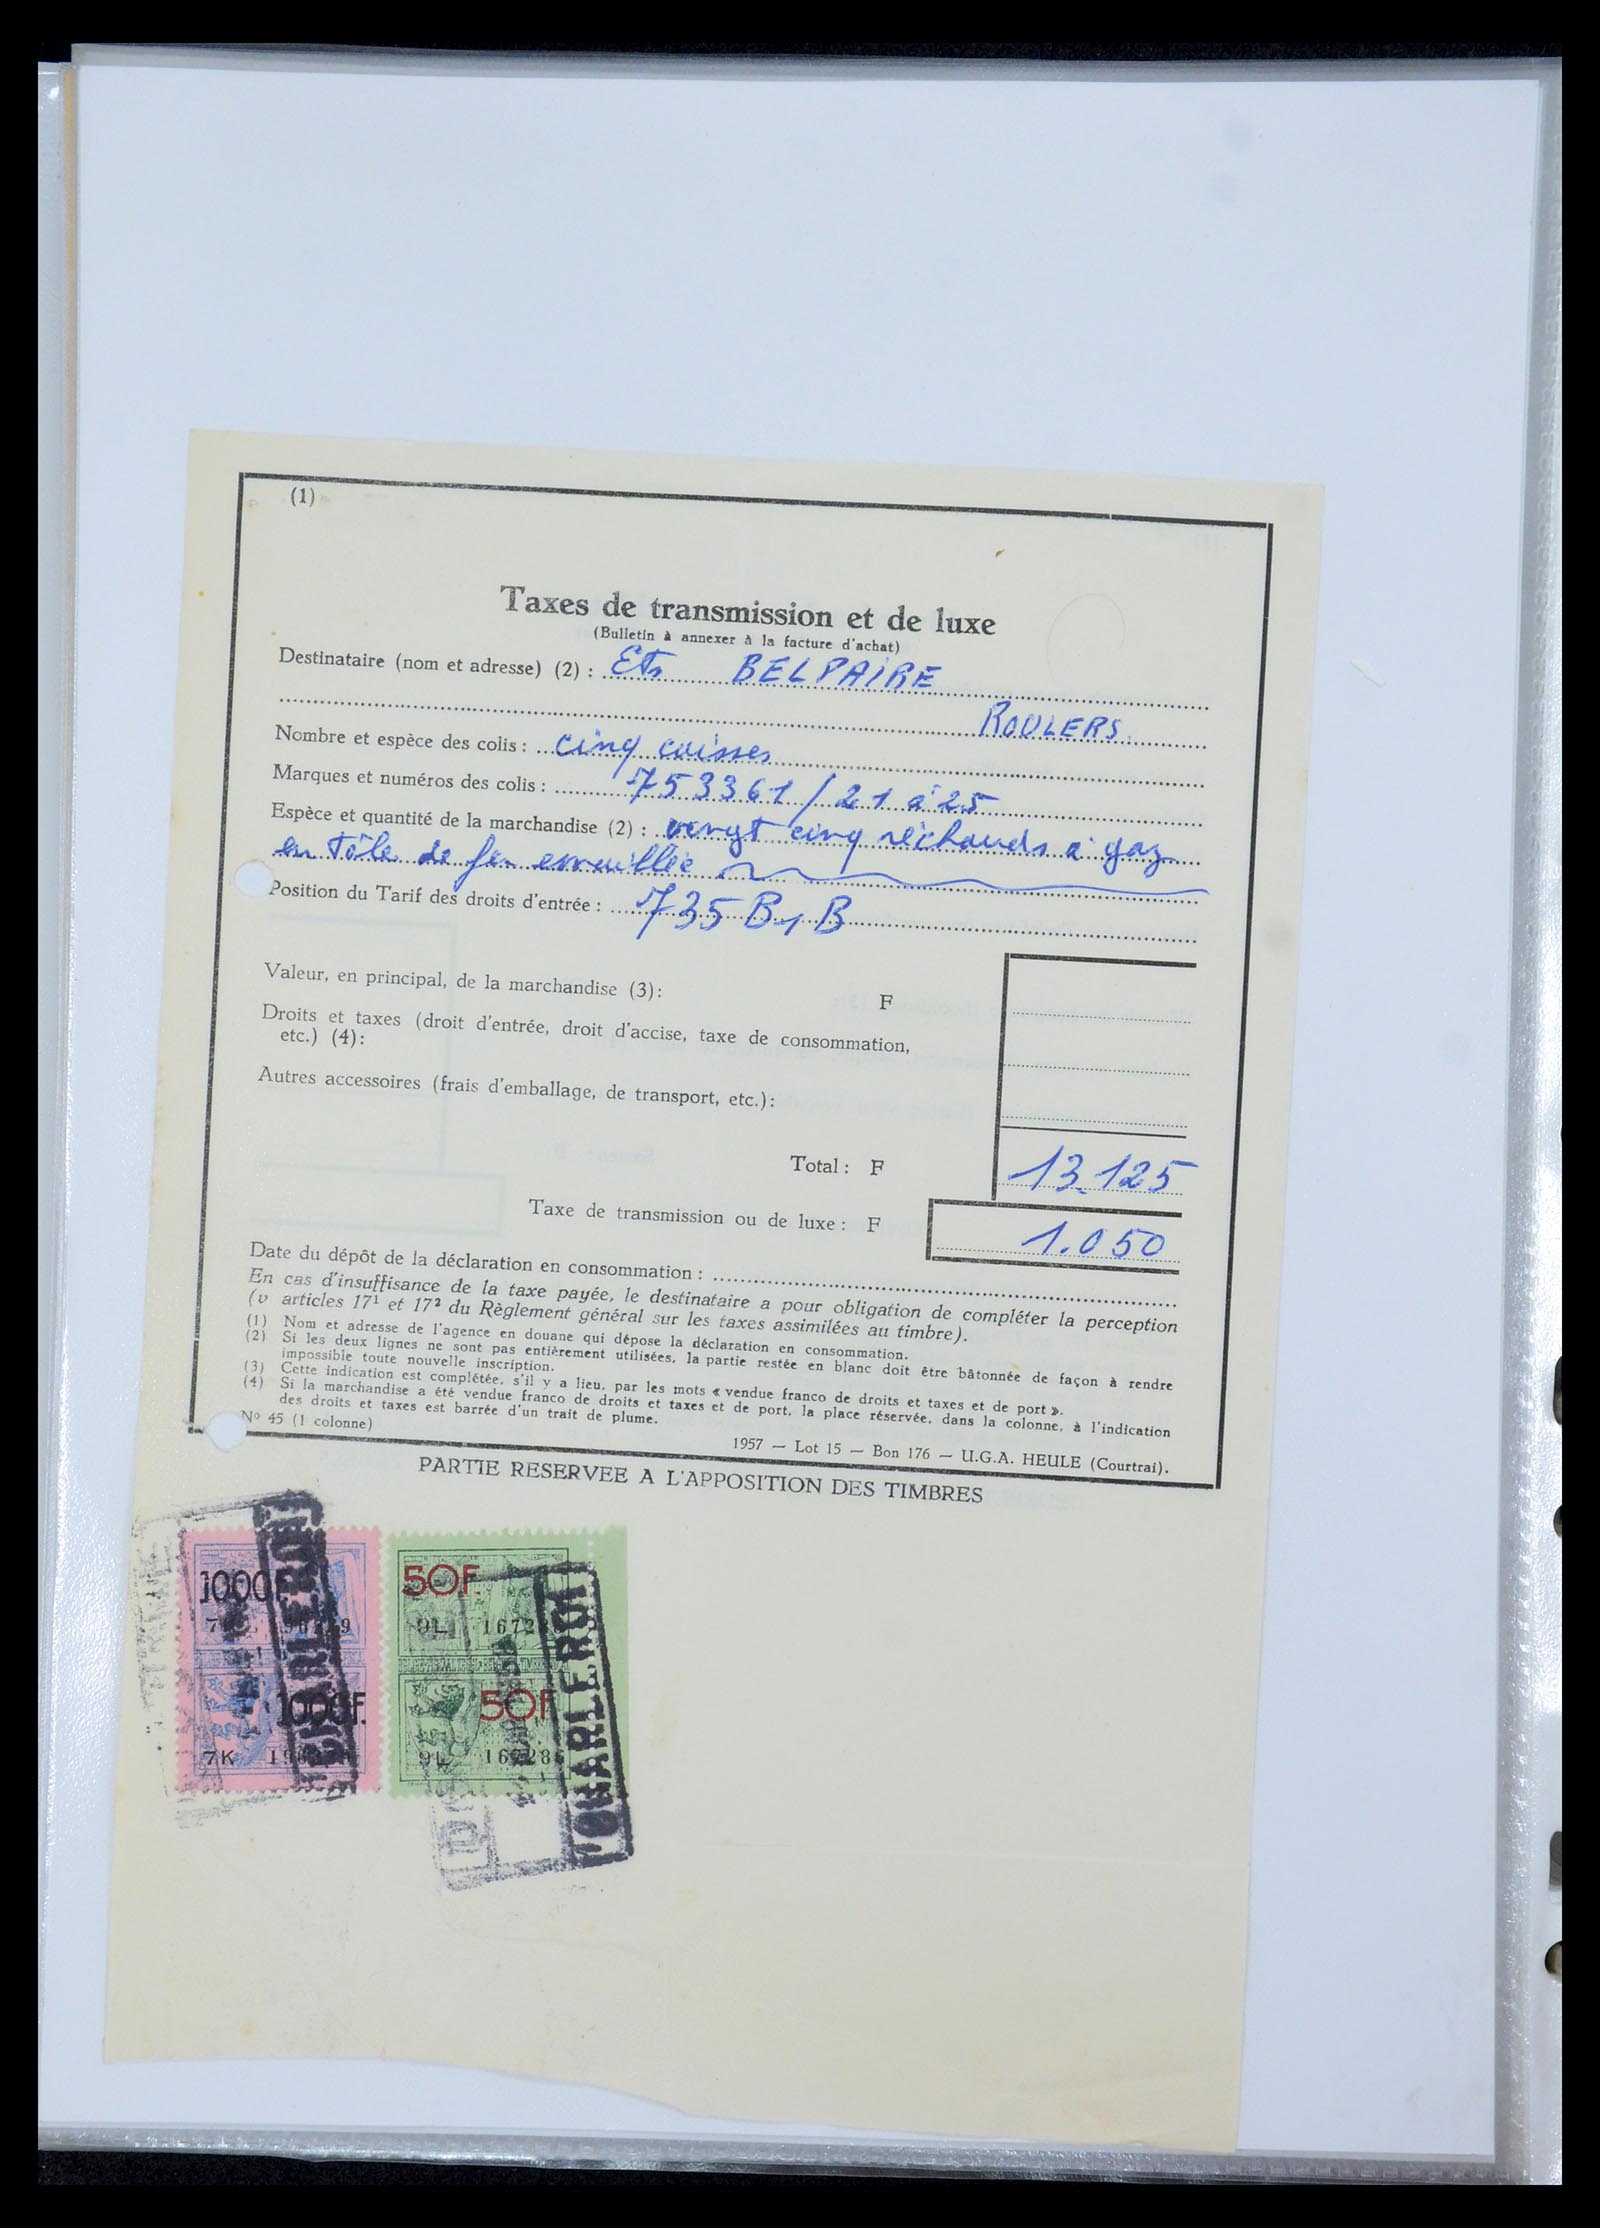 (1)
Taxes de transmission et de luxe
(Bulletin à annexer à la facture d'achat)
Destinataire (nom et adresse) (2) : Ets BELPAIRE
ROULERS
Nombre et espèce des colis : cinq caisses
Marques et numéros des colis : 753361 / 21 à 25
Espèce et quantité de la marchandise (2) : vingt cinq réchauds à gaz
en tôle de fer emaillée
Position du Tarif des droits d'entrée : 735 B1 B
Valeur, en principal, de la marchandise (3): F
Droits et taxes (droit d'entrée, droit d'accise, taxe de consommation,
etc.) (4):
Autres accessoires (frais d'emballage, de transport, etc.):
Total : F 13.125
Taxe de transmission ou de luxe : F 1.050
Date du dépôt de la déclaration en consommation :
En cas d'insuffisance de la taxe payée, le destinataire a pour obligation de compléter la perception
(v articles 17¹ et 17² du Règlement général sur les taxes assimilées au timbre).
(1) Nom et adresse de l'agence en douane qui dépose la déclaration en consommation.
(2) Si les deux lignes ne sont pas entièrement utilisées, la partie restée en blanc doit être bâtonnée de façon à rendre
impossible toute nouvelle inscription.
(3) Cette indication est complétée, s'il y a lieu, par les mots « vendue franco de droits et taxes et de port ».
(4) Si la marchandise a été vendue franco de droits et taxes et de port, la place réservée, dans la colonne, à l'indication
des droits et taxes est barrée d'un trait de plume.
Nº 45 (1 colonne)
1957 — Lot 15 — Bon 176 — U.G.A. HEULE (Courtrai).
PARTIE RESERVEE A L'APPOSITION DES TIMBRES
1000F.
50F.
9L
CHARLEROI
1000F.
50F.
7K
9L 167286
CHARLEROI